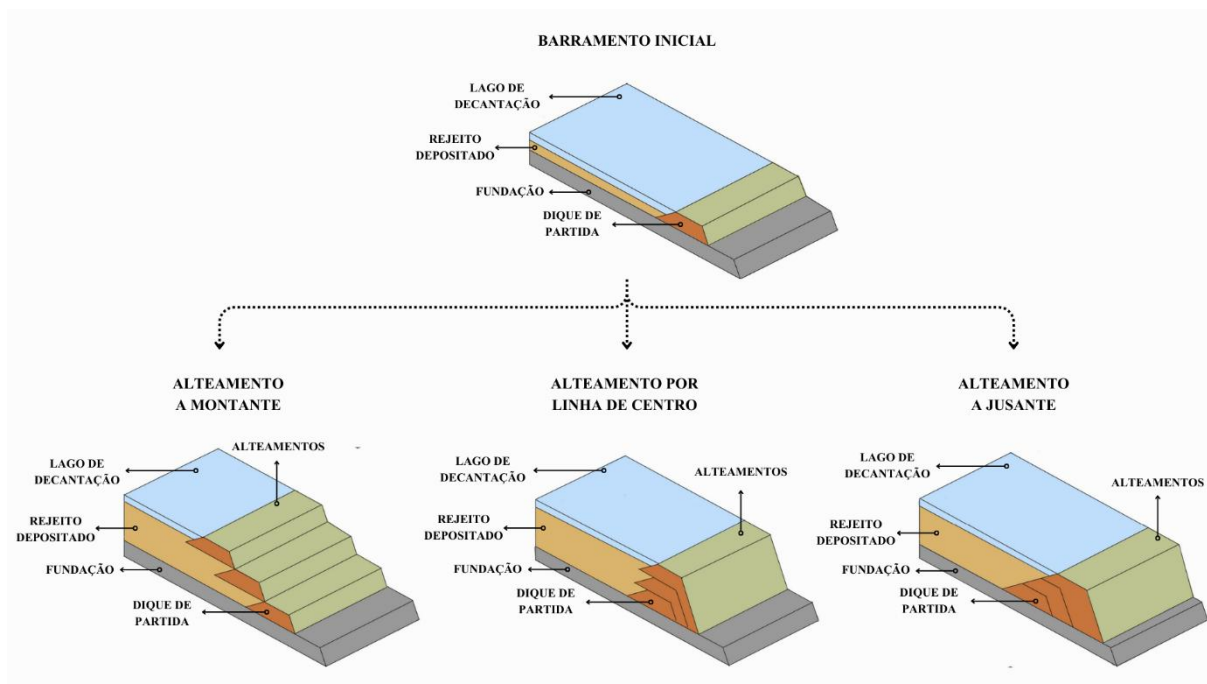 BARRAMENTO INICIAL
LAGO DE
DECANTAÇÃO
REJEITO
DEPOSITADO
FUNDAÇÃO
DIQUE DE
PARTIDA
ALTEAMENTO
A MONTANTE
ALTEAMENTOS
LAGO DE
DECANTAÇÃO
REJEITO
DEPOSITADO
FUNDAÇÃO
DIQUE DE
PARTIDA
ALTEAMENTO POR
LINHA DE CENTRO
LAGO DE
DECANTAÇÃO
ALTEAMENTOS
REJEITO
DEPOSITADO
FUNDAÇÃO
DIQUE DE
PARTIDA
ALTEAMENTO
A JUSANTE
LAGO DE
DECANTAÇÃO
ALTEAMENTOS
REJEITO
DEPOSITADO
FUNDAÇÃO
DIQUE DE
PARTIDA